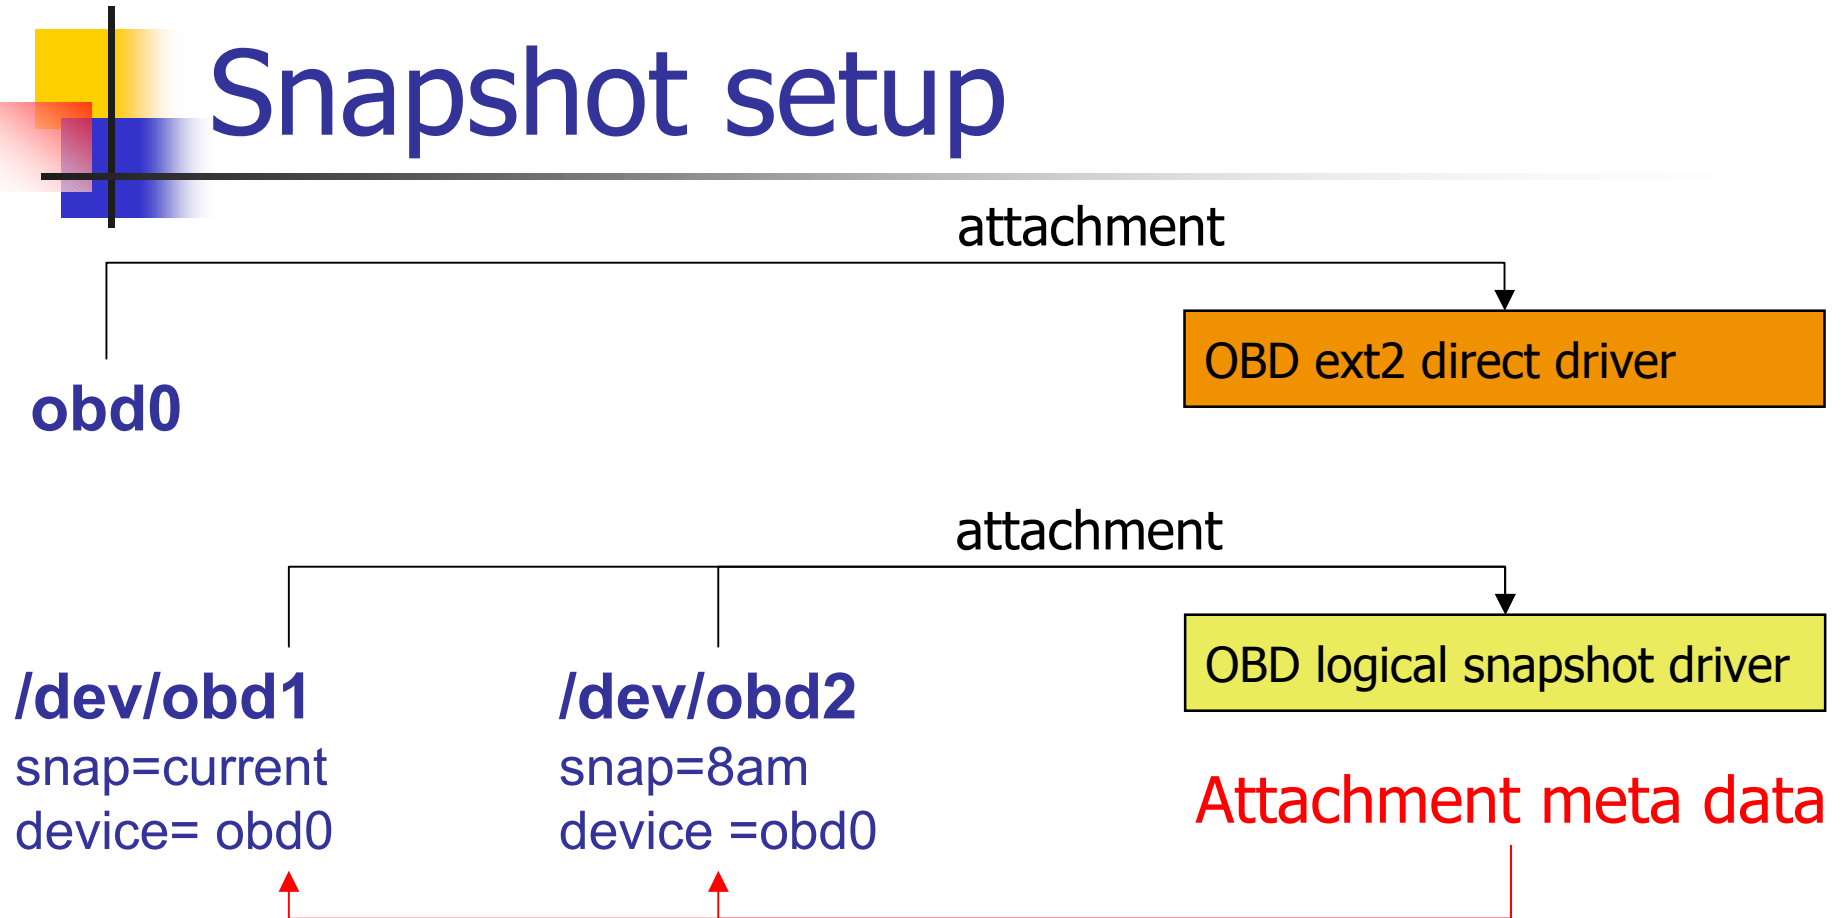 Snapshot setup
attachment
OBD ext2 direct driver
obd0
attachment
OBD logical snapshot driver
/dev/obd1
snap=current
device= obd0
/dev/obd2
snap=8am
device =obd0
Attachment meta data